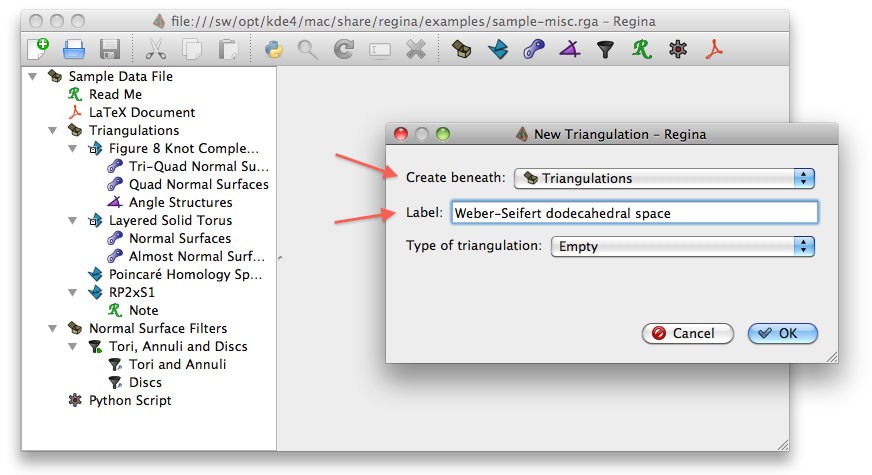 file:///sw/opt/kde4/mac/share/regina/examples/sample-misc.rga – Regina
Sample Data File
Read Me
LaTeX Document
Triangulations
Figure 8 Knot Comple...
Tri-Quad Normal Su...
Quad Normal Surfaces
Angle Structures
Layered Solid Torus
Normal Surfaces
Almost Normal Surf...
Poincaré Homology Sp...
RP2xS1
Note
Normal Surface Filters
Tori, Annuli and Discs
Tori and Annuli
Discs
Python Script
New Triangulation – Regina
Create beneath: Triangulations
Label: Weber-Seifert dodecahedral space
Type of triangulation: Empty
Cancel OK